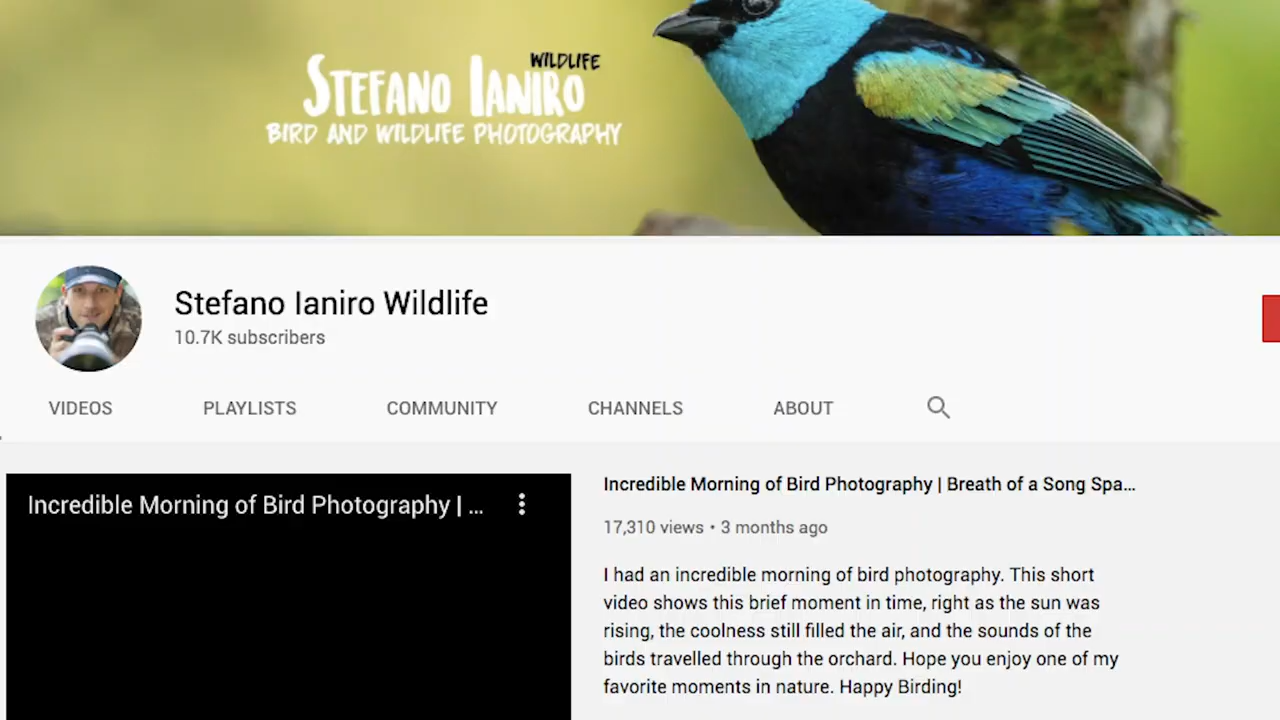 WILDLIFE
STEFANO IANIRO
BIRD AND WILDLIFE PHOTOGRAPHY
Stefano Ianiro Wildlife
10.7K subscribers
VIDEOS PLAYLISTS COMMUNITY CHANNELS ABOUT
Incredible Morning of Bird Photography | ...
Incredible Morning of Bird Photography | Breath of a Song Spa...
17,310 views • 3 months ago
I had an incredible morning of bird photography. This short
video shows this brief moment in time, right as the sun was
rising, the coolness still filled the air, and the sounds of the
birds travelled through the orchard. Hope you enjoy one of my
favorite moments in nature. Happy Birding!